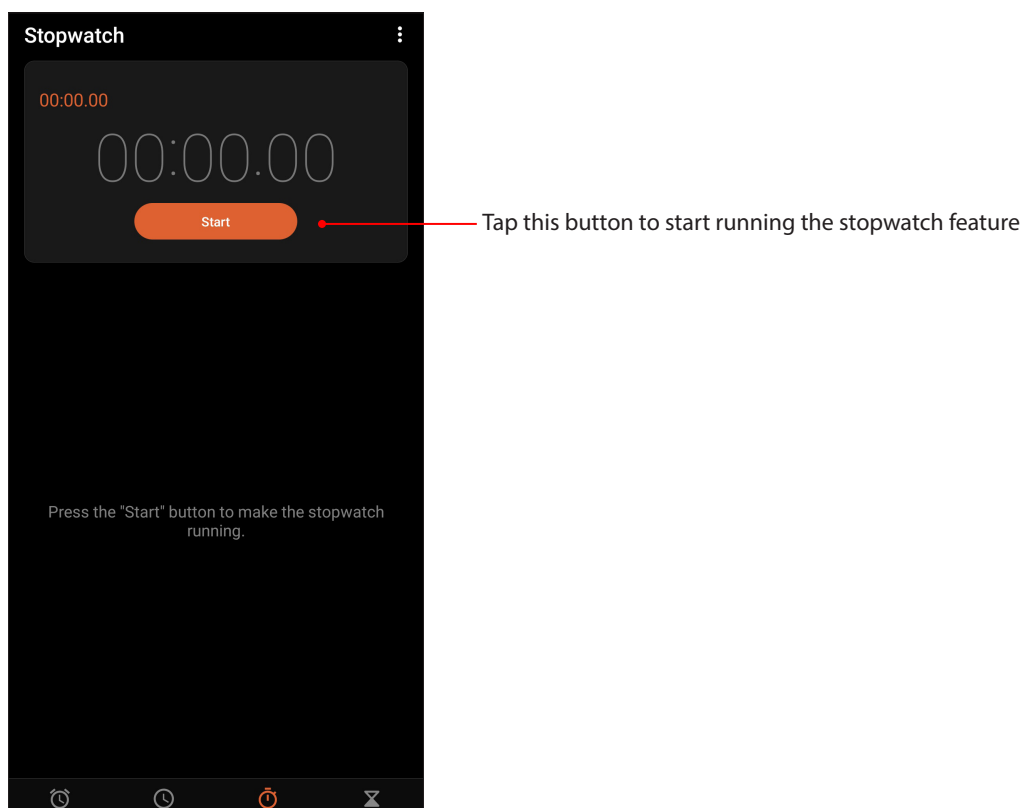 Stopwatch
00:00.00
00:00.00
Start
Tap this button to start running the stopwatch feature
Press the "Start" button to make the stopwatch
running.